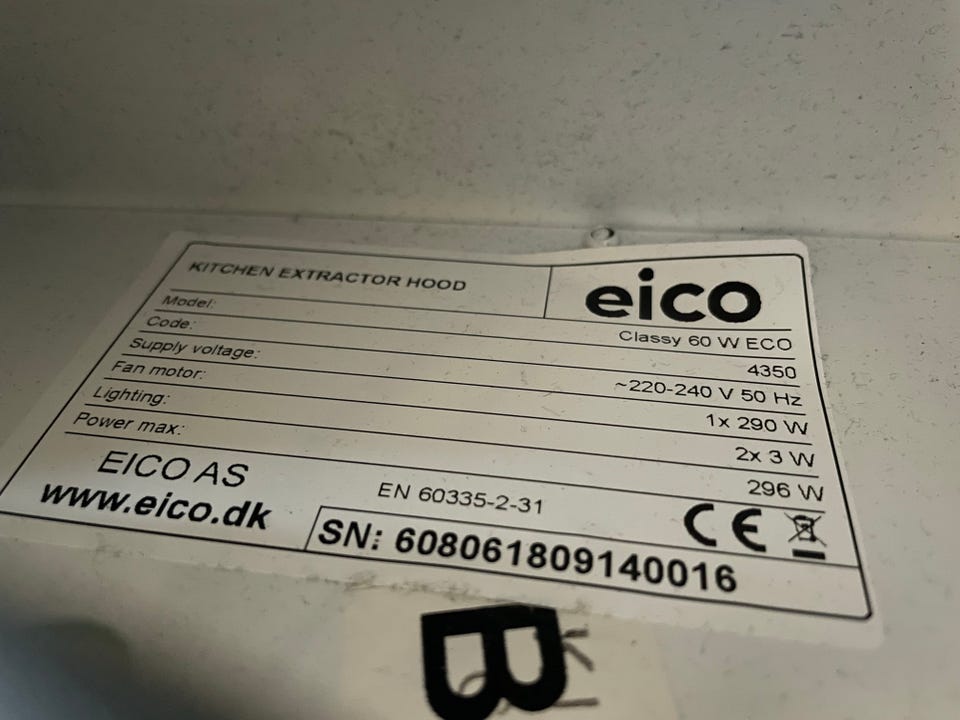 KITCHEN EXTRACTOR HOOD
eico
Model: Classy 60 W ECO
Code: 4350
Supply voltage: ~220-240 V 50 Hz
Fan motor: 1x 290 W
Lighting: 2x 3 W
Power max: 296 W
EICO AS
www.eico.dk
EN 60335-2-31
CE
SN: 608061809140016
B